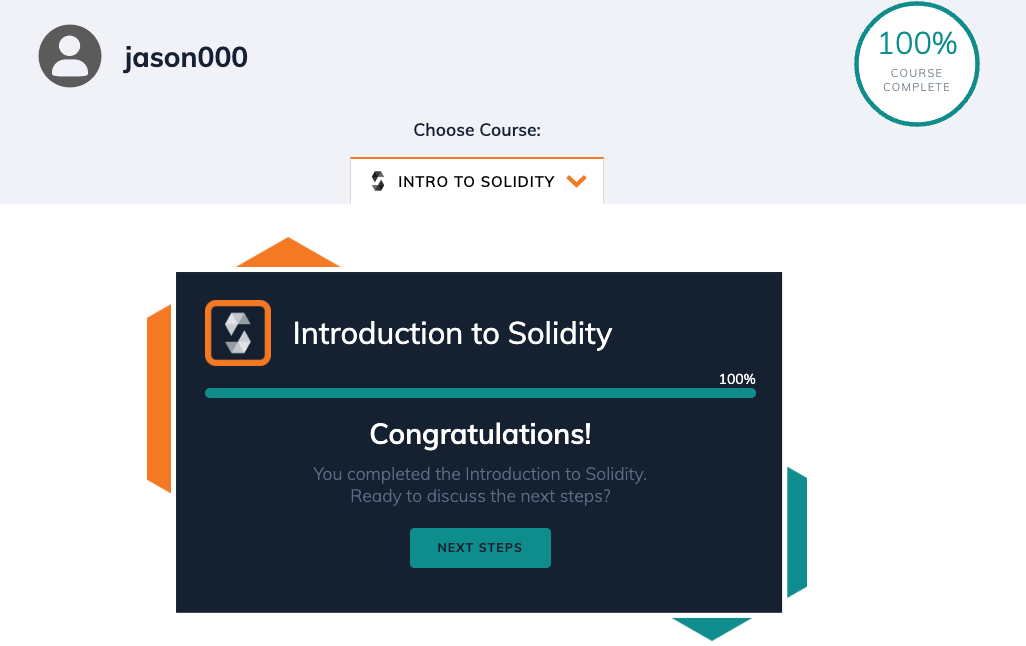 jason000
100%
COURSE
COMPLETE
Choose Course:
INTRO TO SOLIDITY
Introduction to Solidity
100%
Congratulations!
You completed the Introduction to Solidity.
Ready to discuss the next steps?
NEXT STEPS